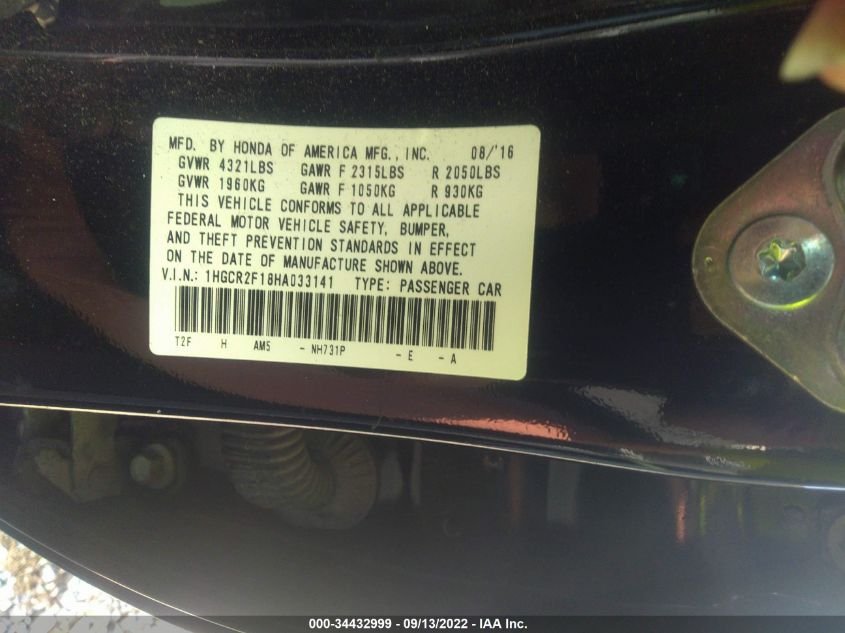 MFD. BY HONDA OF AMERICA MFG., INC. 08/'16
GVWR 4321LBS GAWR F 2315LBS R 2050LBS
GVWR 1960KG GAWR F 1050KG R 930KG
THIS VEHICLE CONFORMS TO ALL APPLICABLE
FEDERAL MOTOR VEHICLE SAFETY, BUMPER,
AND THEFT PREVENTION STANDARDS IN EFFECT
ON THE DATE OF MANUFACTURE SHOWN ABOVE.
V.I.N.: 1HGCR2F18HA033141 TYPE: PASSENGER CAR
T2F H AM5 - NH731P - E - A
000-34432999 - 09/13/2022 - IAA Inc.